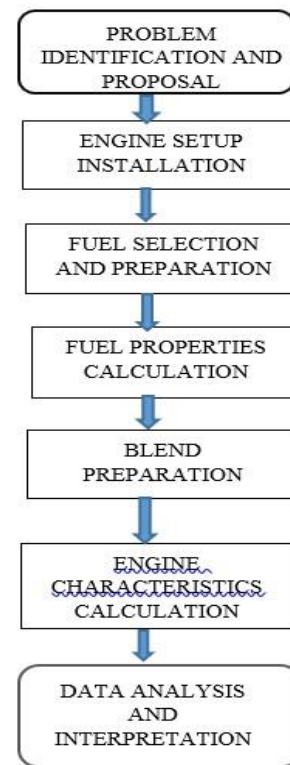 PROBLEM
IDENTIFICATION AND
PROPOSAL
ENGINE SETUP
INSTALLATION
FUEL SELECTION
AND PREPARATION
FUEL PROPERTIES
CALCULATION
BLEND
PREPARATION
ENGINE
CHARACTERISTICS
CALCULATION
DATA ANALYSIS
AND
INTERPRETATION